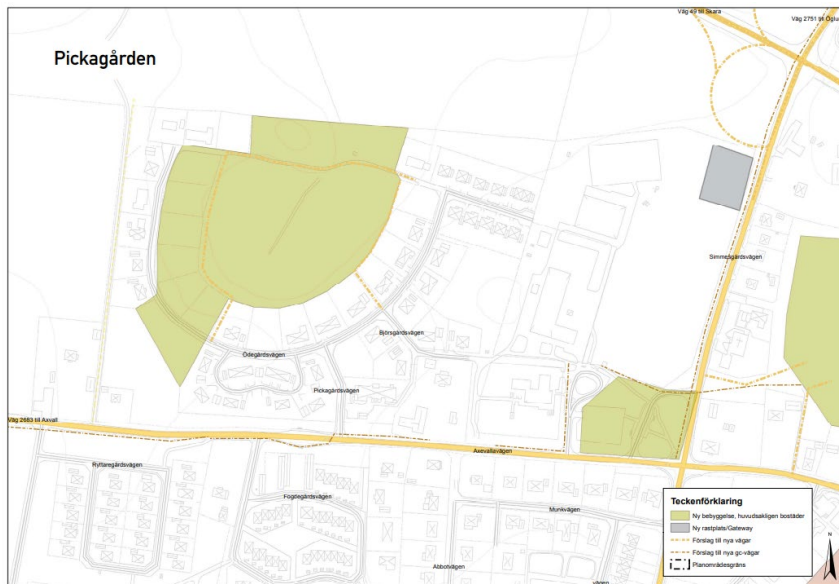 Väg 49 till Skara
Väg 2751 till Öglu
Pickagården
Simmesgårdsvägen
Björsgårdsvägen
Ödegårdsvägen
Pickagårdsvägen
Väg 2683 till Axvall
Axevallavägen
Ryttaregårdsvägen
Fogdegårdsvägen
Munkvägen
Abbotvägen
vägen
Teckenförklaring
Ny bebyggelse, huvudsakligen bostäder
Ny rastplats/Gateway
Förslag till nya vägar
Förslag till nya gc-vägar
Planområdesgräns
N